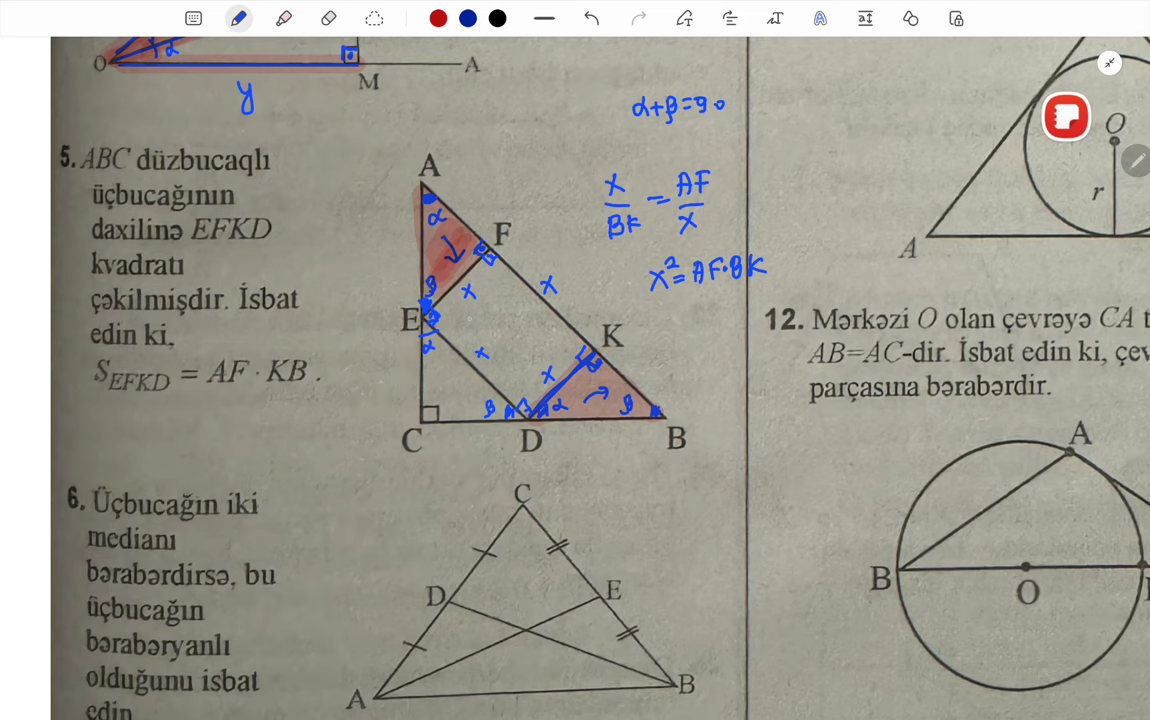 O
α
M
A
y
α+β=90
5. ABC düzbucaqlı
üçbucağının
daxilinə EFKD
kvadratı
çəkilmişdir. İsbat
edin ki,
S_EFKD = AF · KB .
A
α
F
β
x
x
E
α
x
x
K
β
α
β
C
D
B
x/BK = AF/x
x² = AF·BK
6. Üçbucağın iki
medianı
bərabərdirsə, bu
üçbucağın
bərabəryanlı
olduğunu isbat
edin
C
D
E
A
B
O
r
A
12. Mərkəzi O olan çevrəyə CA
AB=AC-dir. İsbat edin ki,
parçasına bərabərdir.
A
B
O